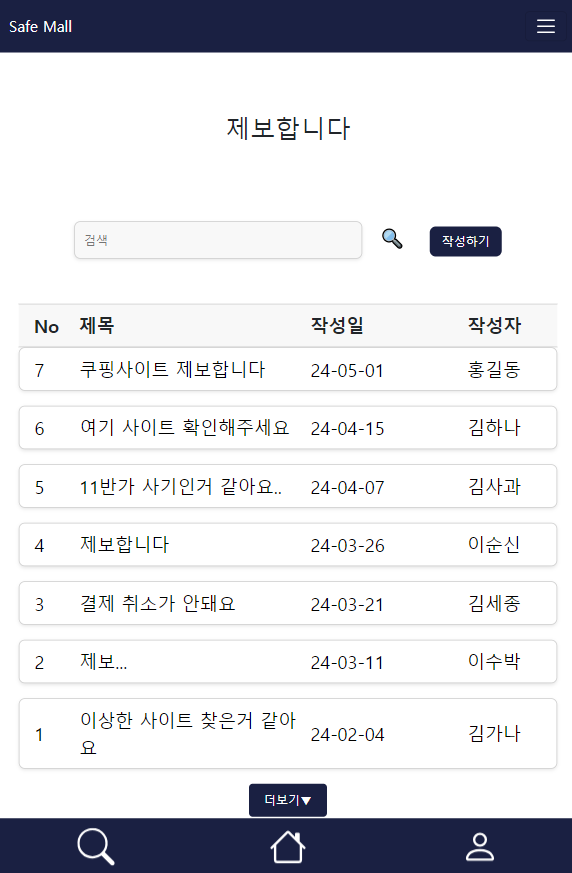 Safe Mall
제보합니다
검색 작성하기
No 제목 작성일 작성자
7 쿠핑사이트 제보합니다 24-05-01 홍길동
6 여기 사이트 확인해주세요 24-04-15 김하나
5 11반가 사기인거 같아요.. 24-04-07 김사과
4 제보합니다 24-03-26 이순신
3 결제 취소가 안돼요 24-03-21 김세종
2 제보... 24-03-11 이수박
1 이상한 사이트 찾은거 같아 24-02-04 김가나
요
더보기▼